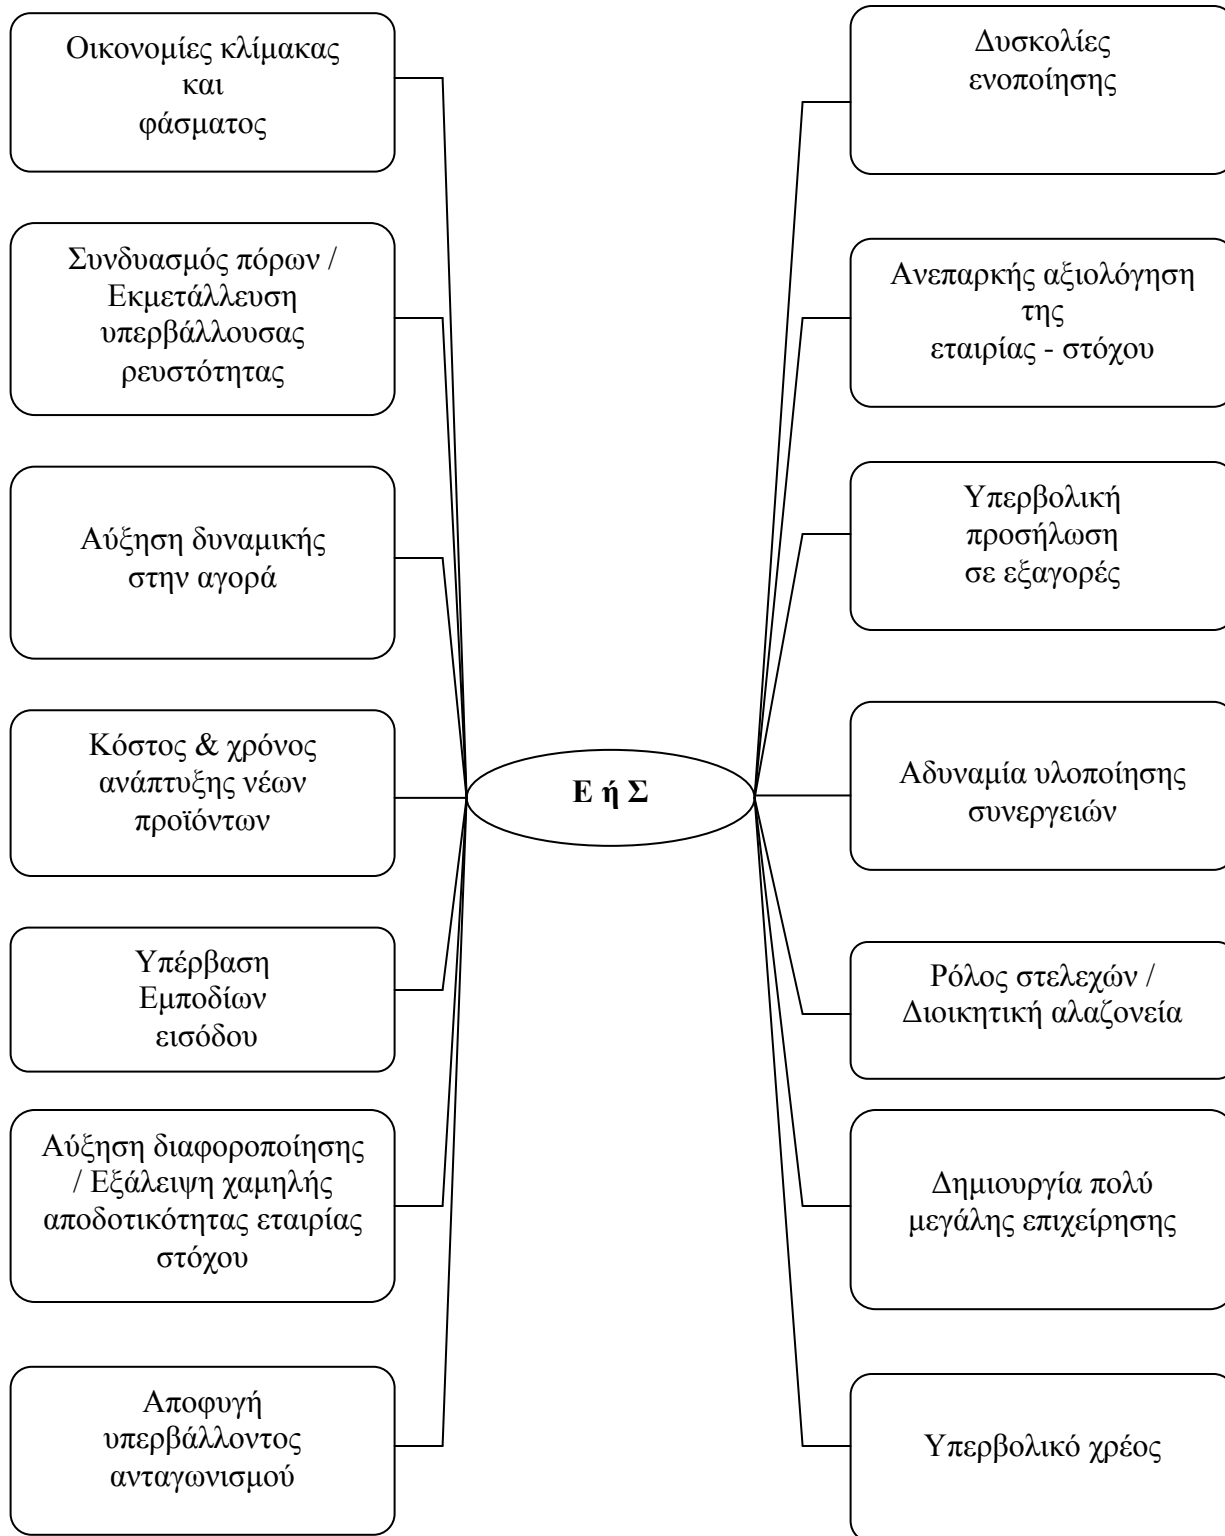 Οικονομίες κλίμακας
και
φάσματος
Συνδυασμός πόρων /
Εκμετάλλευση
υπερβάλλουσας
ρευστότητας
Αύξηση δυναμικής
στην αγορά
Κόστος & χρόνος
ανάπτυξης νέων
προϊόντων
Υπέρβαση
Εμποδίων
εισόδου
Αύξηση διαφοροποίησης
/ Εξάλειψη χαμηλής
αποδοτικότητας εταιρίας
στόχου
Αποφυγή
υπερβάλλοντος
ανταγωνισμού
Ε ή Σ
Δυσκολίες
ενοποίησης
Ανεπαρκής αξιολόγηση
της
εταιρίας - στόχου
Υπερβολική
προσήλωση
σε εξαγορές
Αδυναμία υλοποίησης
συνεργειών
Ρόλος στελεχών /
Διοικητική αλαζονεία
Δημιουργία πολύ
μεγάλης επιχείρησης
Υπερβολικό χρέος